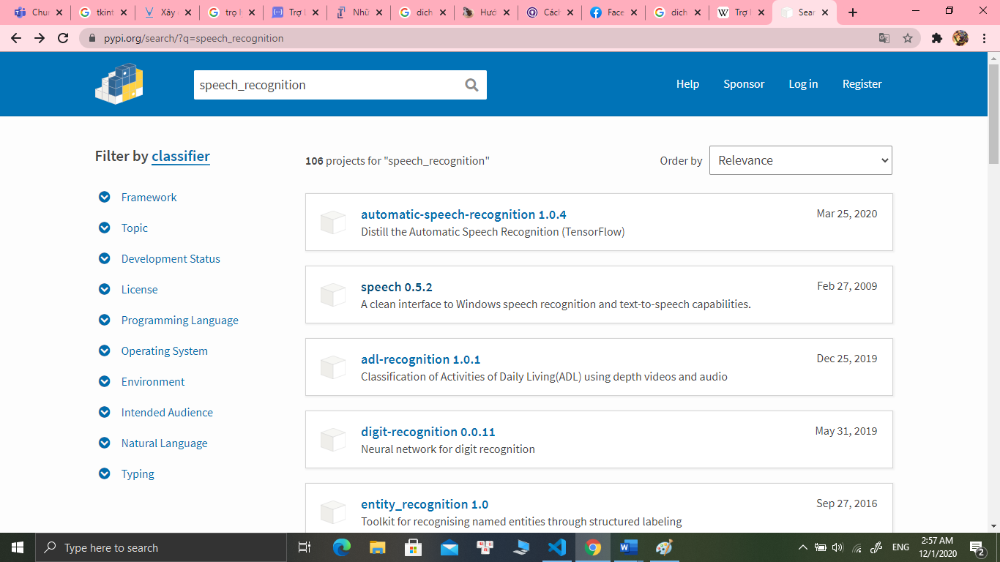 Chu
tkint
Xây
trợ lý
Trợ l
Nhữ
dich
Hướ
Cách
Face
dich
Trợ l
Sear
pypi.org/search/?q=speech_recognition
speech_recognition
Help
Sponsor
Log in
Register
Filter by classifier
Framework
Topic
Development Status
License
Programming Language
Operating System
Environment
Intended Audience
Natural Language
Typing
106 projects for "speech_recognition"
Order by
Relevance
automatic-speech-recognition 1.0.4
Mar 25, 2020
Distill the Automatic Speech Recognition (TensorFlow)
speech 0.5.2
Feb 27, 2009
A clean interface to Windows speech recognition and text-to-speech capabilities.
adl-recognition 1.0.1
Dec 25, 2019
Classification of Activities of Daily Living(ADL) using depth videos and audio
digit-recognition 0.0.11
May 31, 2019
Neural network for digit recognition
entity_recognition 1.0
Sep 27, 2016
Toolkit for recognising named entities through structured labeling
Type here to search
ENG
2:57 AM
12/1/2020
2